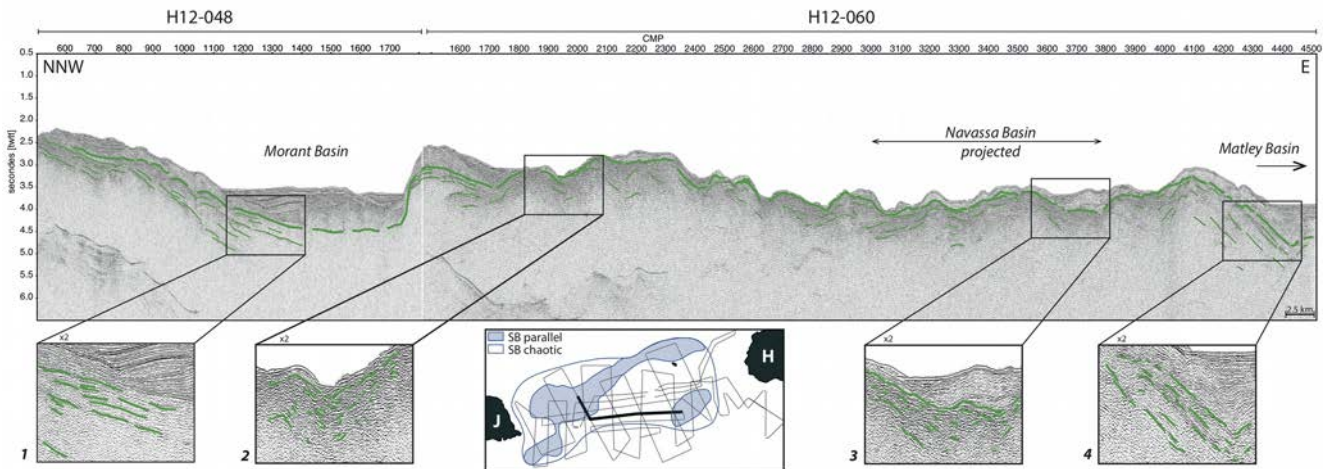 H12-048 H12-060
CMP
600 700 800 900 1000 1100 1200 1300 1400 1500 1600 1700 1600 1700 1800 1900 2000 2100 2200 2300 2400 2500 2600 2700 2800 2900 3000 3100 3200 3300 3400 3500 3600 3700 3800 3900 4000 4100 4200 4300 4400 4500
NNW E
0.5
1.0
1.5
2.0
2.5
3.0
3.5
4.0
4.5
5.0
5.5
6.0
secondes [twtt]
Morant Basin
Navassa Basin
projected
Matley Basin
2.5 km
x2
1
x2
2
SB parallel
SB chaotic
H
J
x2
3
x2
4